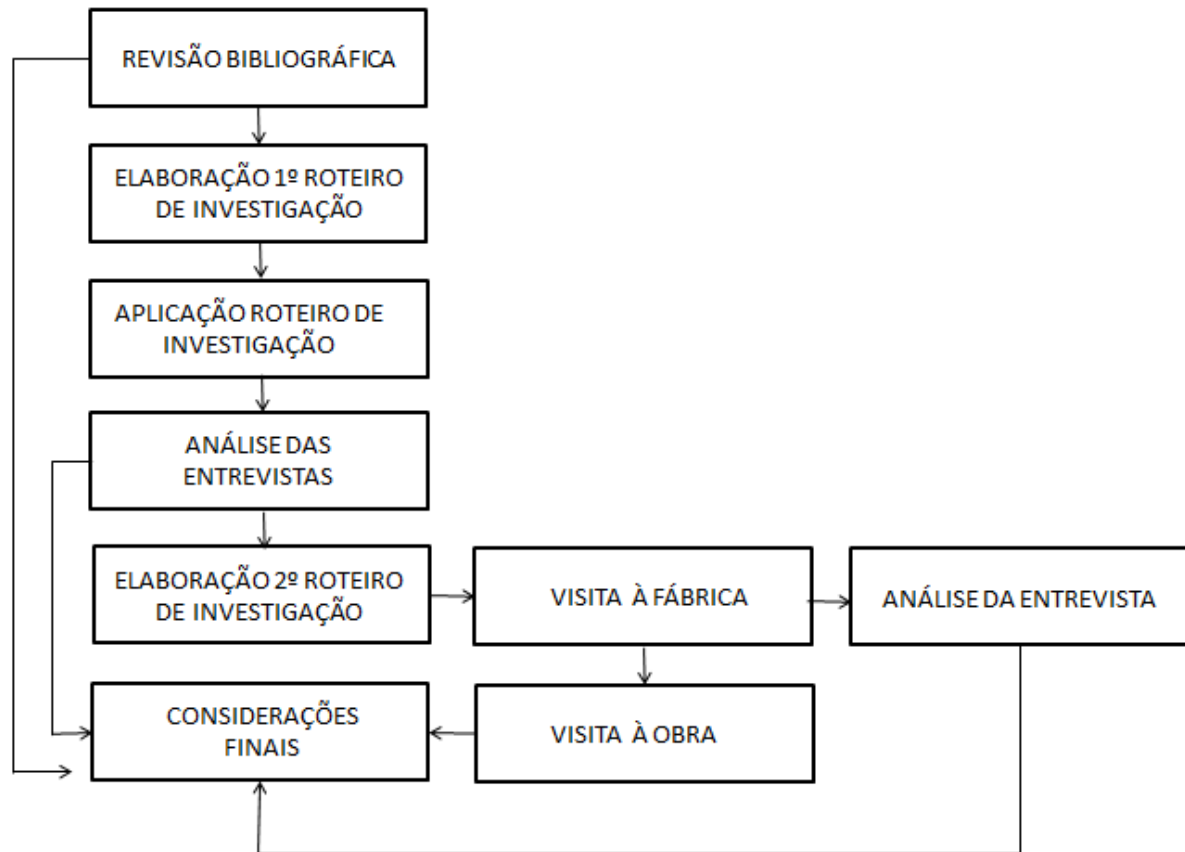 REVISÃO BIBLIOGRÁFICA
ELABORAÇÃO 1º ROTEIRO
DE INVESTIGAÇÃO
APLICAÇÃO ROTEIRO DE
INVESTIGAÇÃO
ANÁLISE DAS
ENTREVISTAS
ELABORAÇÃO 2º ROTEIRO
DE INVESTIGAÇÃO
VISITA À FÁBRICA
ANÁLISE DA ENTREVISTA
CONSIDERAÇÕES
FINAIS
VISITA À OBRA